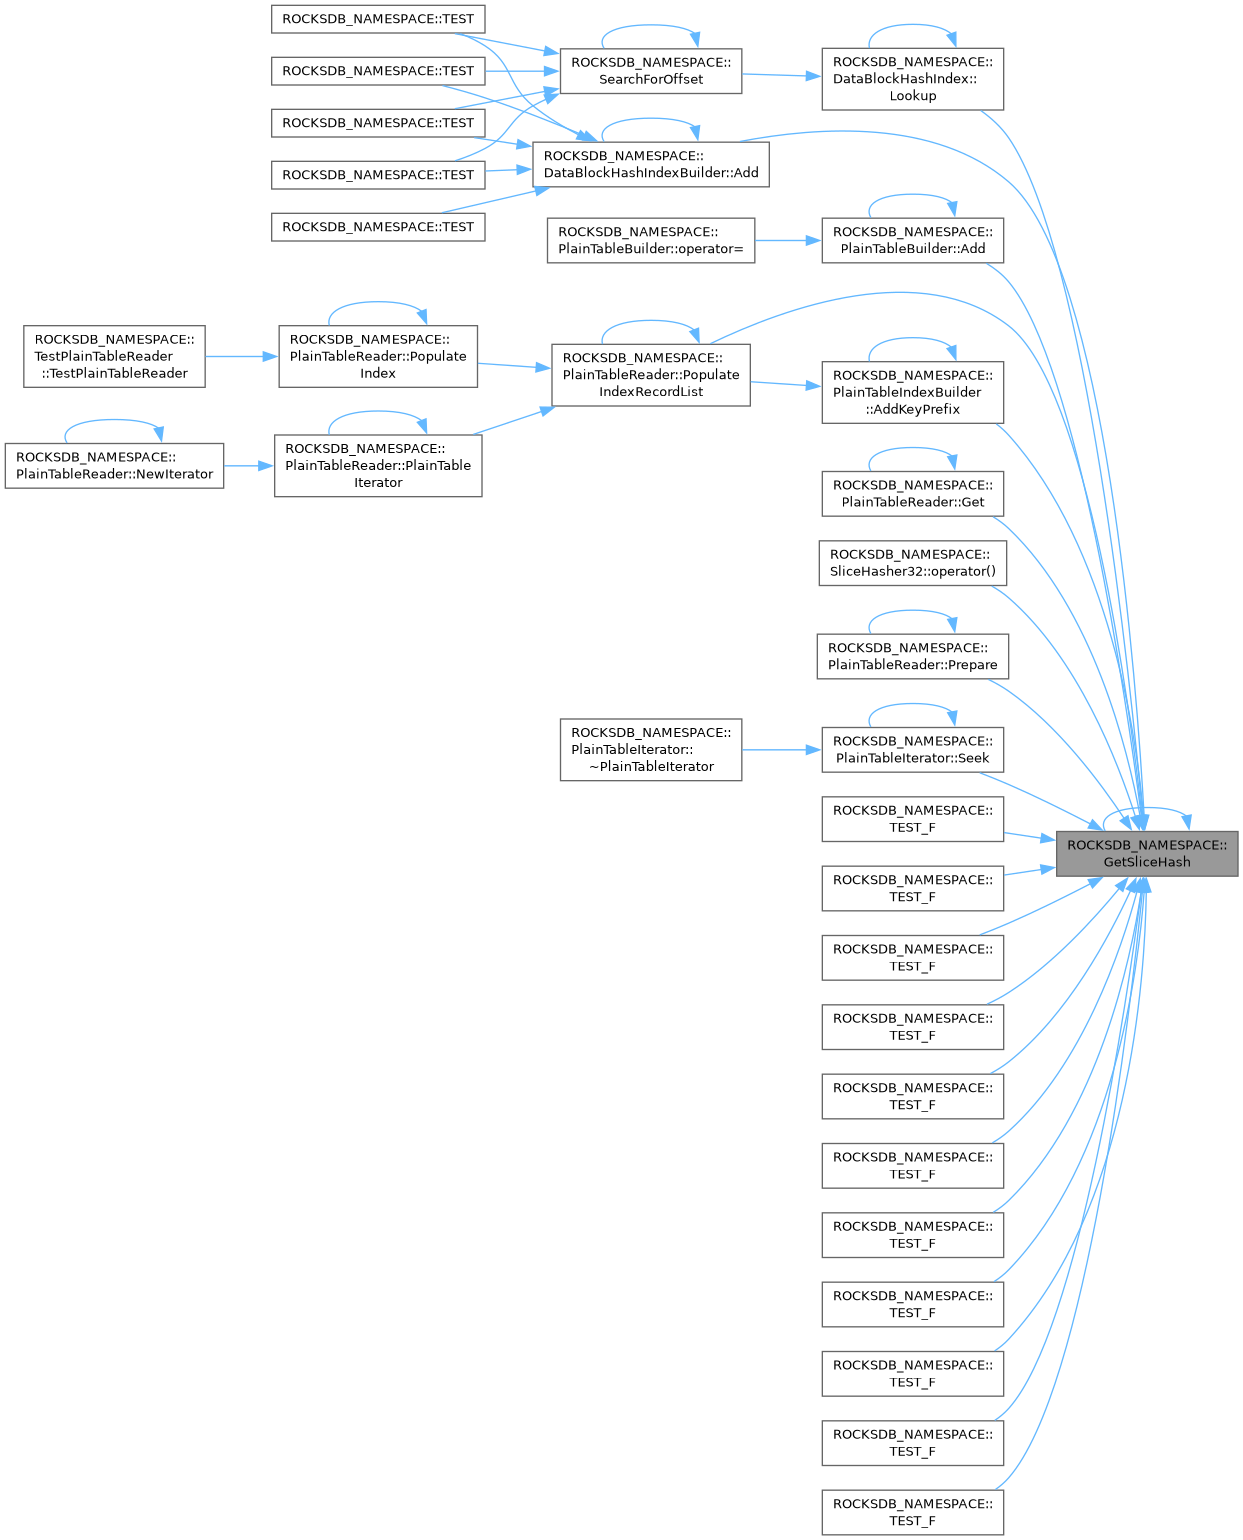 ROCKSDB_NAMESPACE::TEST
ROCKSDB_NAMESPACE::TEST
ROCKSDB_NAMESPACE::TEST
ROCKSDB_NAMESPACE::TEST
ROCKSDB_NAMESPACE::TEST
ROCKSDB_NAMESPACE::
SearchForOffset
ROCKSDB_NAMESPACE::
DataBlockHashIndex::
Lookup
ROCKSDB_NAMESPACE::
DataBlockHashIndexBuilder::Add
ROCKSDB_NAMESPACE::
PlainTableBuilder::operator=
ROCKSDB_NAMESPACE::
PlainTableBuilder::Add
ROCKSDB_NAMESPACE::
TestPlainTableReader
::TestPlainTableReader
ROCKSDB_NAMESPACE::
PlainTableReader::Populate
Index
ROCKSDB_NAMESPACE::
PlainTableReader::Populate
IndexRecordList
ROCKSDB_NAMESPACE::
PlainTableIndexBuilder
::AddKeyPrefix
ROCKSDB_NAMESPACE::
PlainTableReader::NewIterator
ROCKSDB_NAMESPACE::
PlainTableReader::PlainTable
Iterator
ROCKSDB_NAMESPACE::
PlainTableReader::Get
ROCKSDB_NAMESPACE::
SliceHasher32::operator()
ROCKSDB_NAMESPACE::
PlainTableReader::Prepare
ROCKSDB_NAMESPACE::
PlainTableIterator::
~PlainTableIterator
ROCKSDB_NAMESPACE::
PlainTableIterator::Seek
ROCKSDB_NAMESPACE::
TEST_F
ROCKSDB_NAMESPACE::
GetSliceHash
ROCKSDB_NAMESPACE::
TEST_F
ROCKSDB_NAMESPACE::
TEST_F
ROCKSDB_NAMESPACE::
TEST_F
ROCKSDB_NAMESPACE::
TEST_F
ROCKSDB_NAMESPACE::
TEST_F
ROCKSDB_NAMESPACE::
TEST_F
ROCKSDB_NAMESPACE::
TEST_F
ROCKSDB_NAMESPACE::
TEST_F
ROCKSDB_NAMESPACE::
TEST_F
ROCKSDB_NAMESPACE::
TEST_F